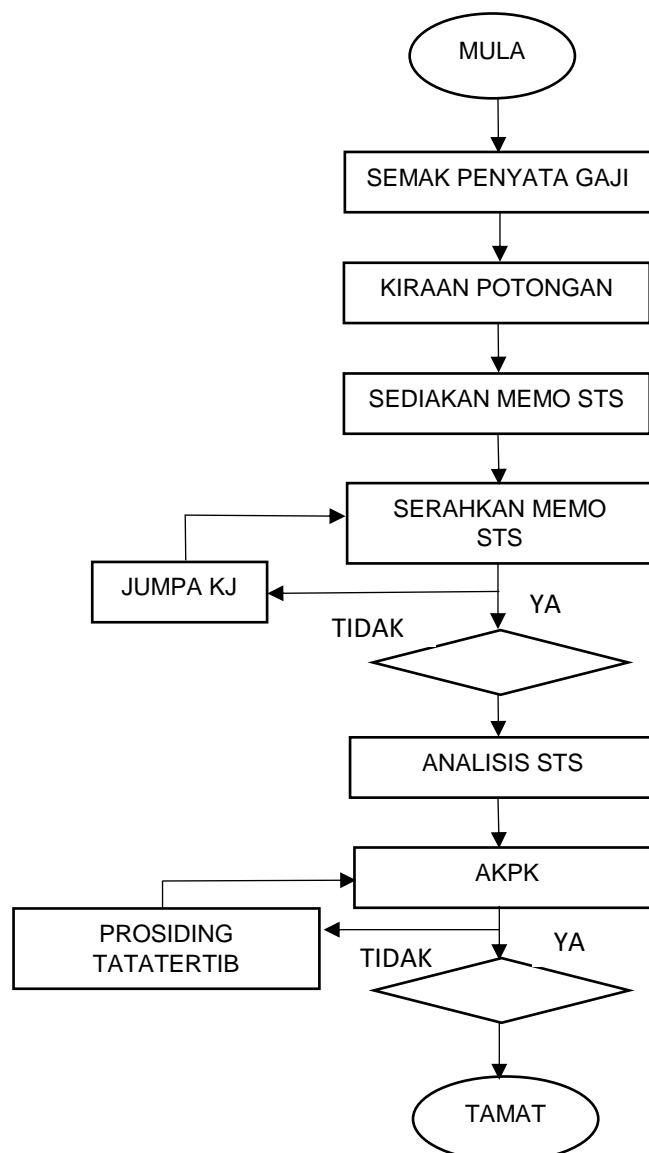 MULA
SEMAK PENYATA GAJI
KIRAAN POTONGAN
SEDIAKAN MEMO STS
SERAHKAN MEMO
STS
JUMPA KJ
YA
TIDAK
ANALISIS STS
AKPK
PROSIDING
TATATERTIB
YA
TIDAK
TAMAT